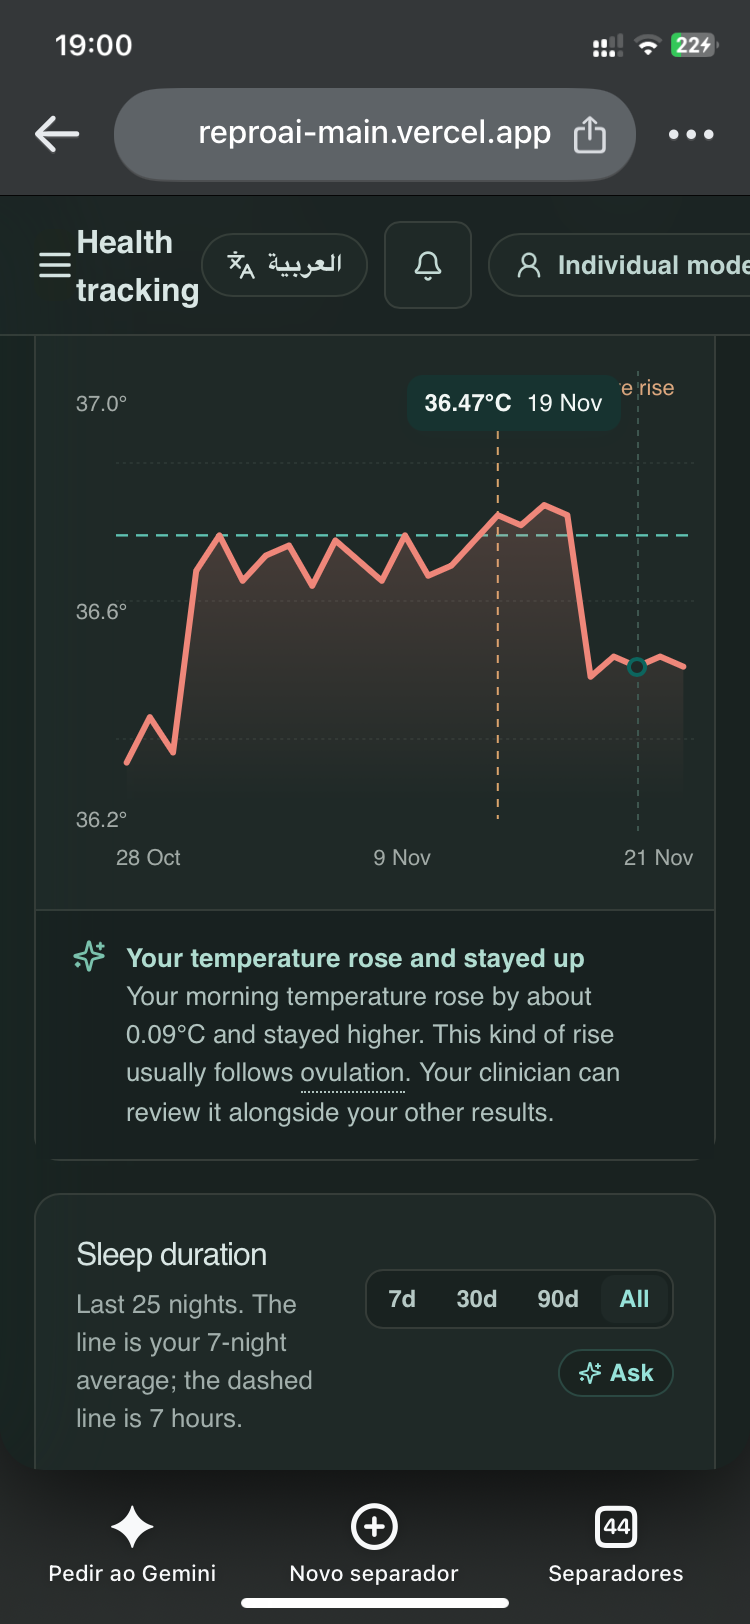 19:00
22
reproai-main.vercel.app
Health
tracking
العربية
Individual mode
37.0°
36.47°C 19 Nov
rise
36.6°
36.2°
28 Oct
9 Nov
21 Nov
Your temperature rose and stayed up
Your morning temperature rose by about
0.09°C and stayed higher. This kind of rise
usually follows ovulation. Your clinician can
review it alongside your other results.
Sleep duration
Last 25 nights. The
line is your 7-night
average; the dashed
line is 7 hours.
7d 30d 90d All
Ask
Pedir ao Gemini
Novo separador
44
Separadores